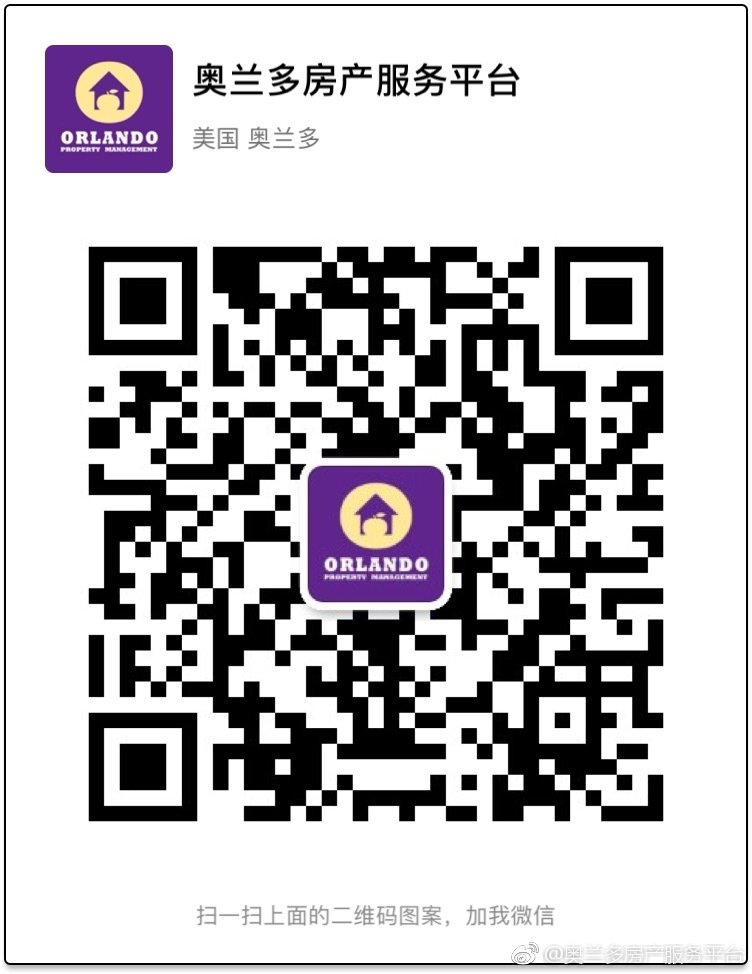 奥兰多房产服务平台
美国 奥兰多
ORLANDO
PROPERTY MANAGEMENT
ORLANDO
PROPERTY MANAGEMENT
扫一扫上面的二维码图案，加我微信
@奥兰多房产服务平台